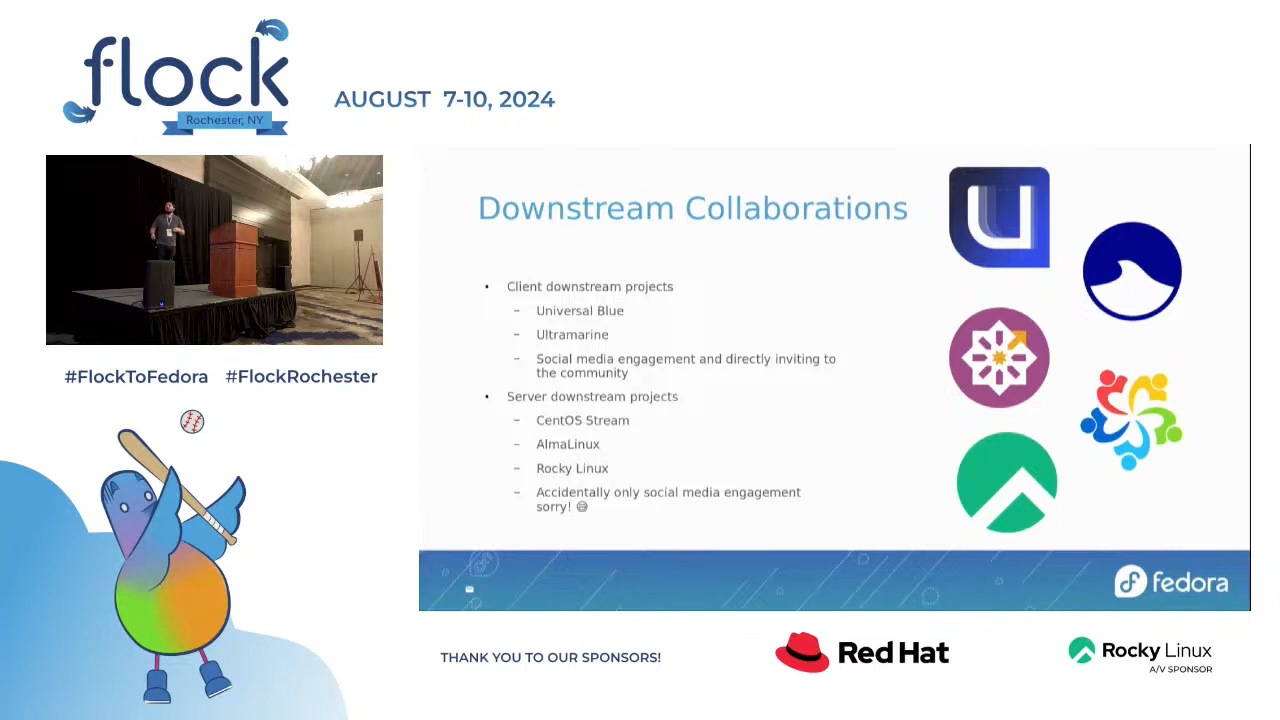 flock
Rochester, NY
AUGUST 7-10, 2024
#FlockToFedora #FlockRochester
Downstream Collaborations
• Client downstream projects
– Universal Blue
– Ultramarine
– Social media engagement and directly inviting to
the community
• Server downstream projects
– CentOS Stream
– AlmaLinux
– Rocky Linux
– Accidentally only social media engagement
sorry! 😅
fedora
THANK YOU TO OUR SPONSORS!
Red Hat
Rocky Linux
A/V SPONSOR